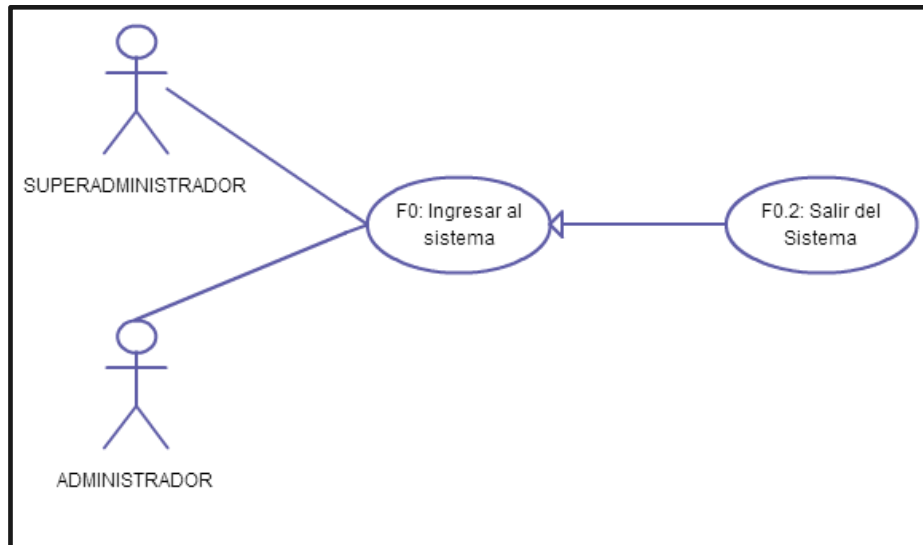 SUPERADMINISTRADOR
F0: Ingresar al
sistema
F0.2: Salir del
Sistema
ADMINISTRADOR